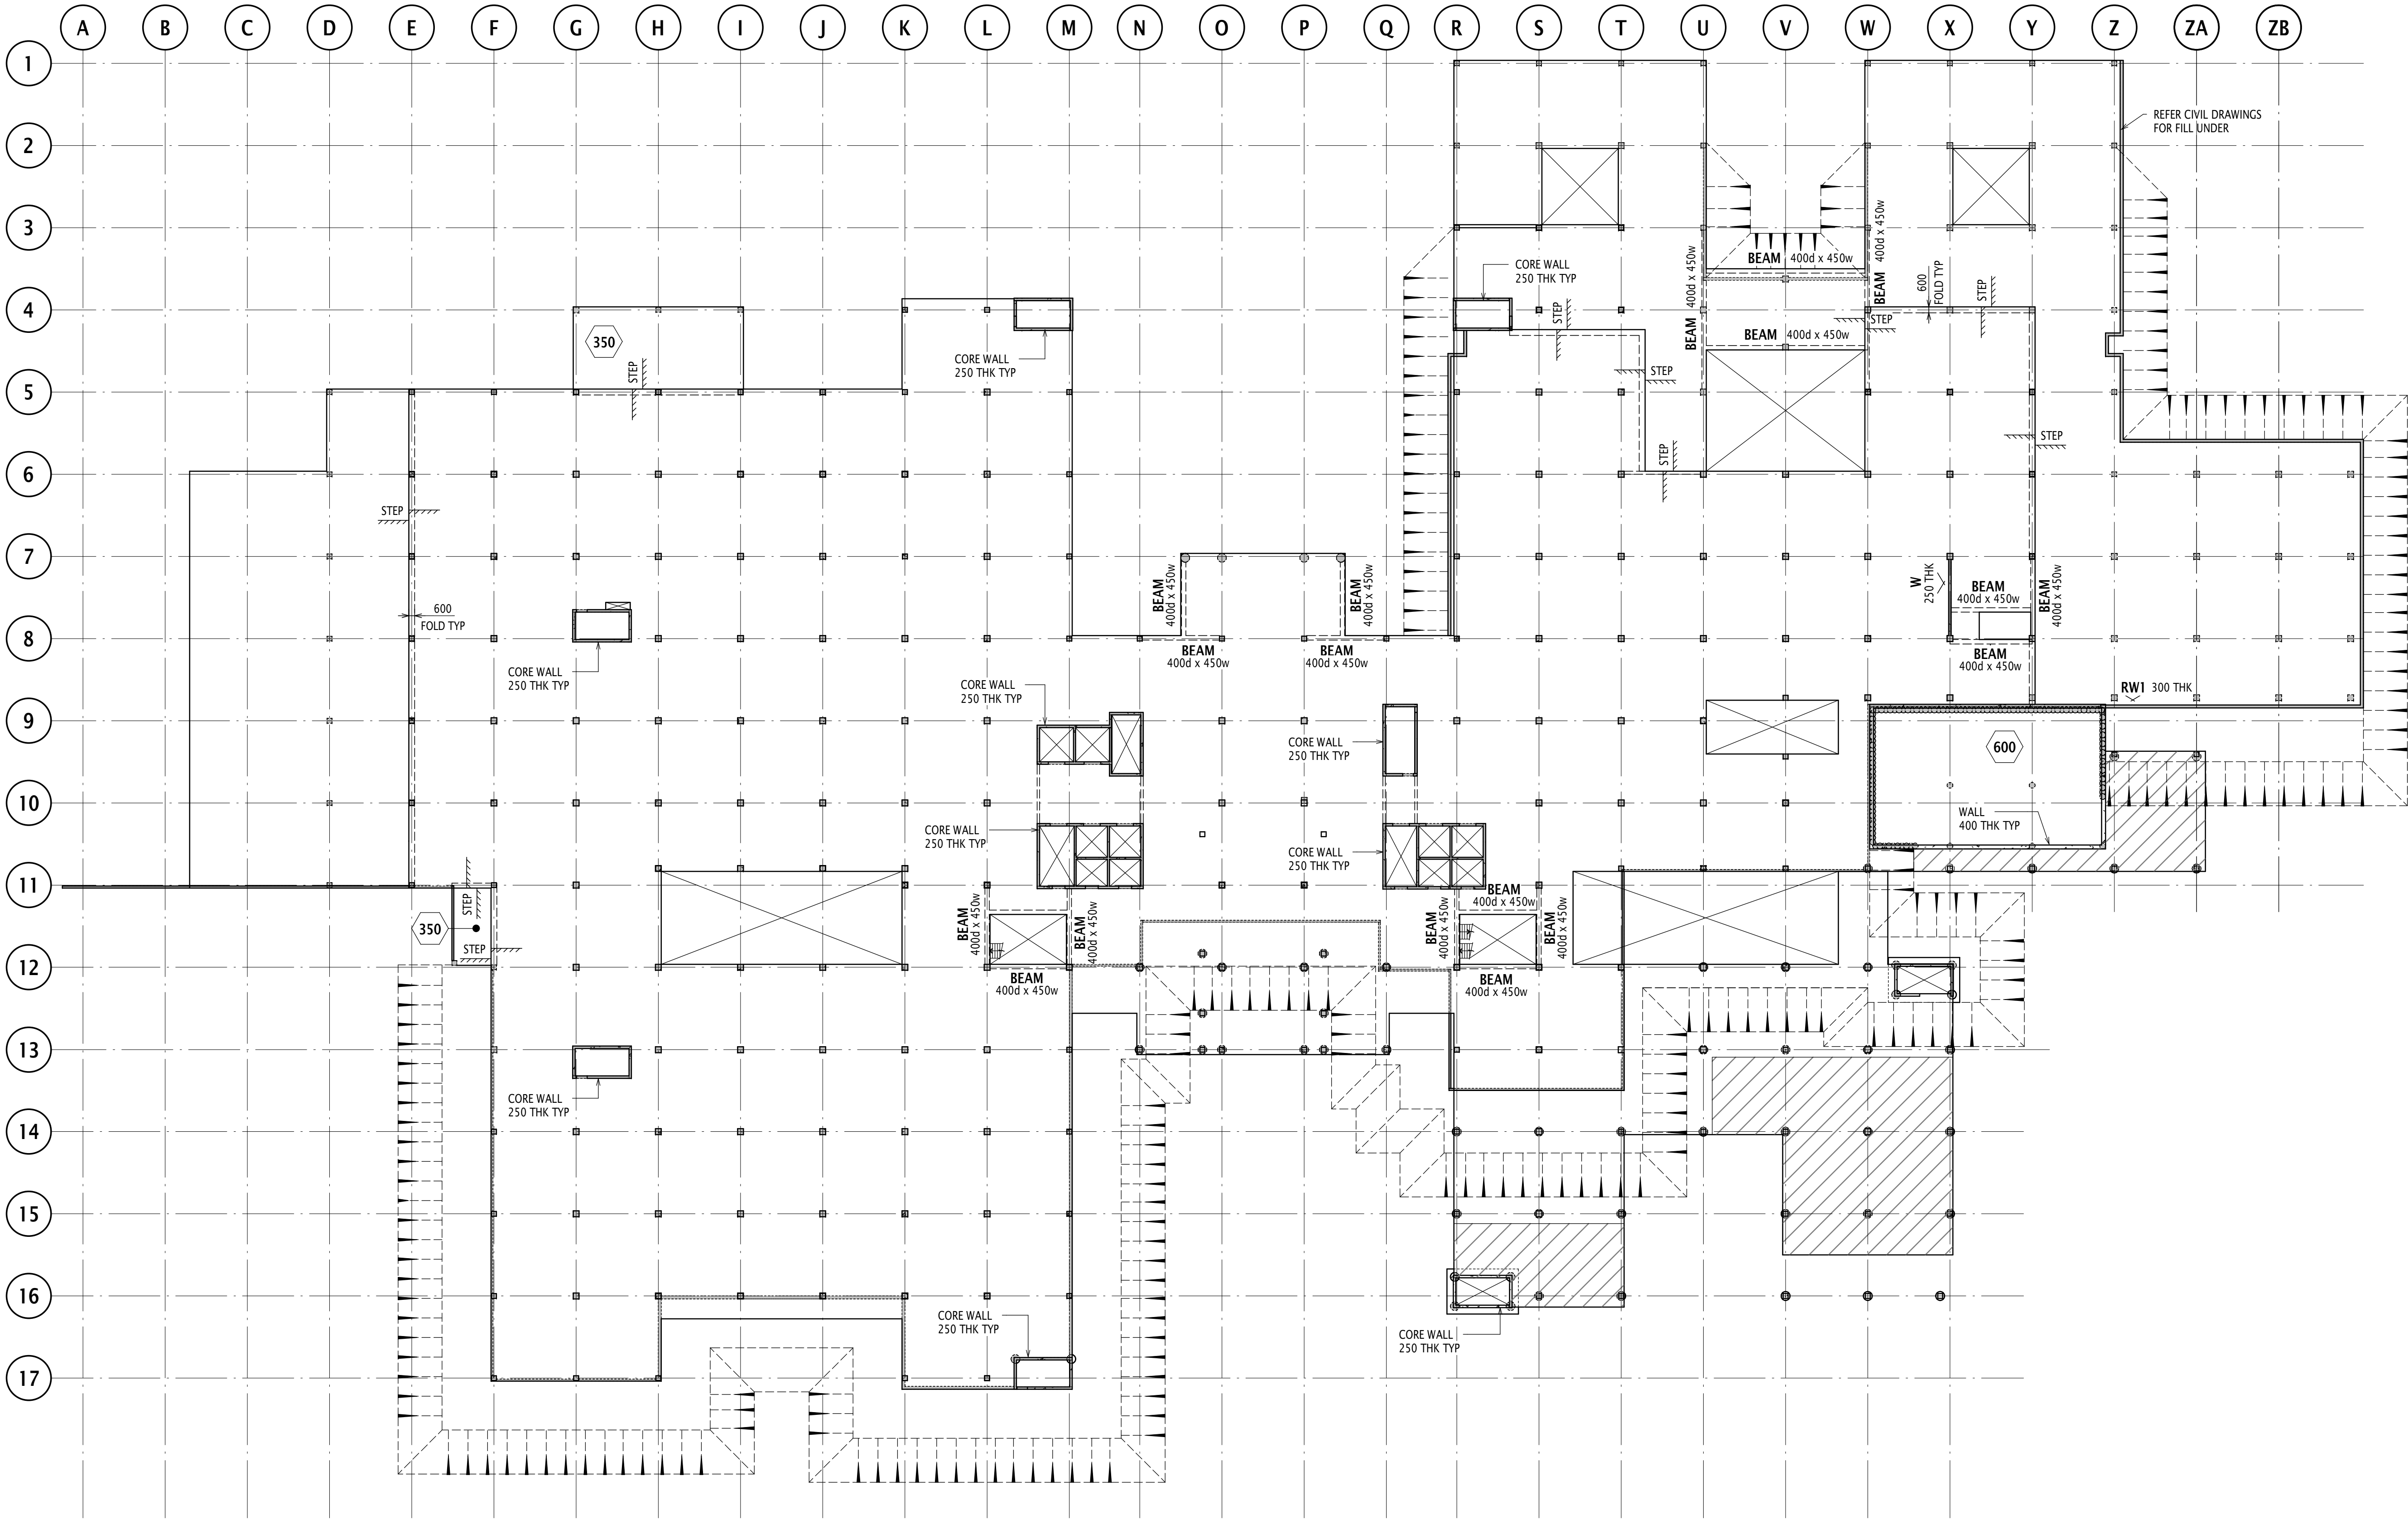 A B C D E F G H I J K L M N O P Q R S T U V W X Y Z ZA ZB
1
REFER CIVIL DRAWINGS
FOR FILL UNDER
2
3
BEAM 400d x 450w
400d x 450w
BEAM
400d x 450w
BEAM
CORE WALL
250 THK TYP
600
FOLD TYP
STEP
STEP
STEP
4
350
CORE WALL
250 THK TYP
BEAM 400d x 450w
STEP
STEP
5
STEP
STEP
6
STEP
STEP
7
BEAM
400d x 450w
BEAM
400d x 450w
W
250 THK
BEAM
400d x 450w
BEAM
400d x 450w
600
FOLD TYP
8
BEAM
400d x 450w
BEAM
400d x 450w
BEAM
400d x 450w
CORE WALL
250 THK TYP
CORE WALL
250 THK TYP
RW1 300 THK
9
CORE WALL
250 THK TYP
600
10
WALL
400 THK TYP
CORE WALL
250 THK TYP
CORE WALL
250 THK TYP
11
STEP
350
STEP
BEAM
400d x 450w
BEAM
400d x 450w
BEAM
400d x 450w
BEAM
400d x 450w
BEAM
400d x 450w
12
BEAM
400d x 450w
BEAM
400d x 450w
13
CORE WALL
250 THK TYP
14
15
16
CORE WALL
250 THK TYP
CORE WALL
250 THK TYP
17